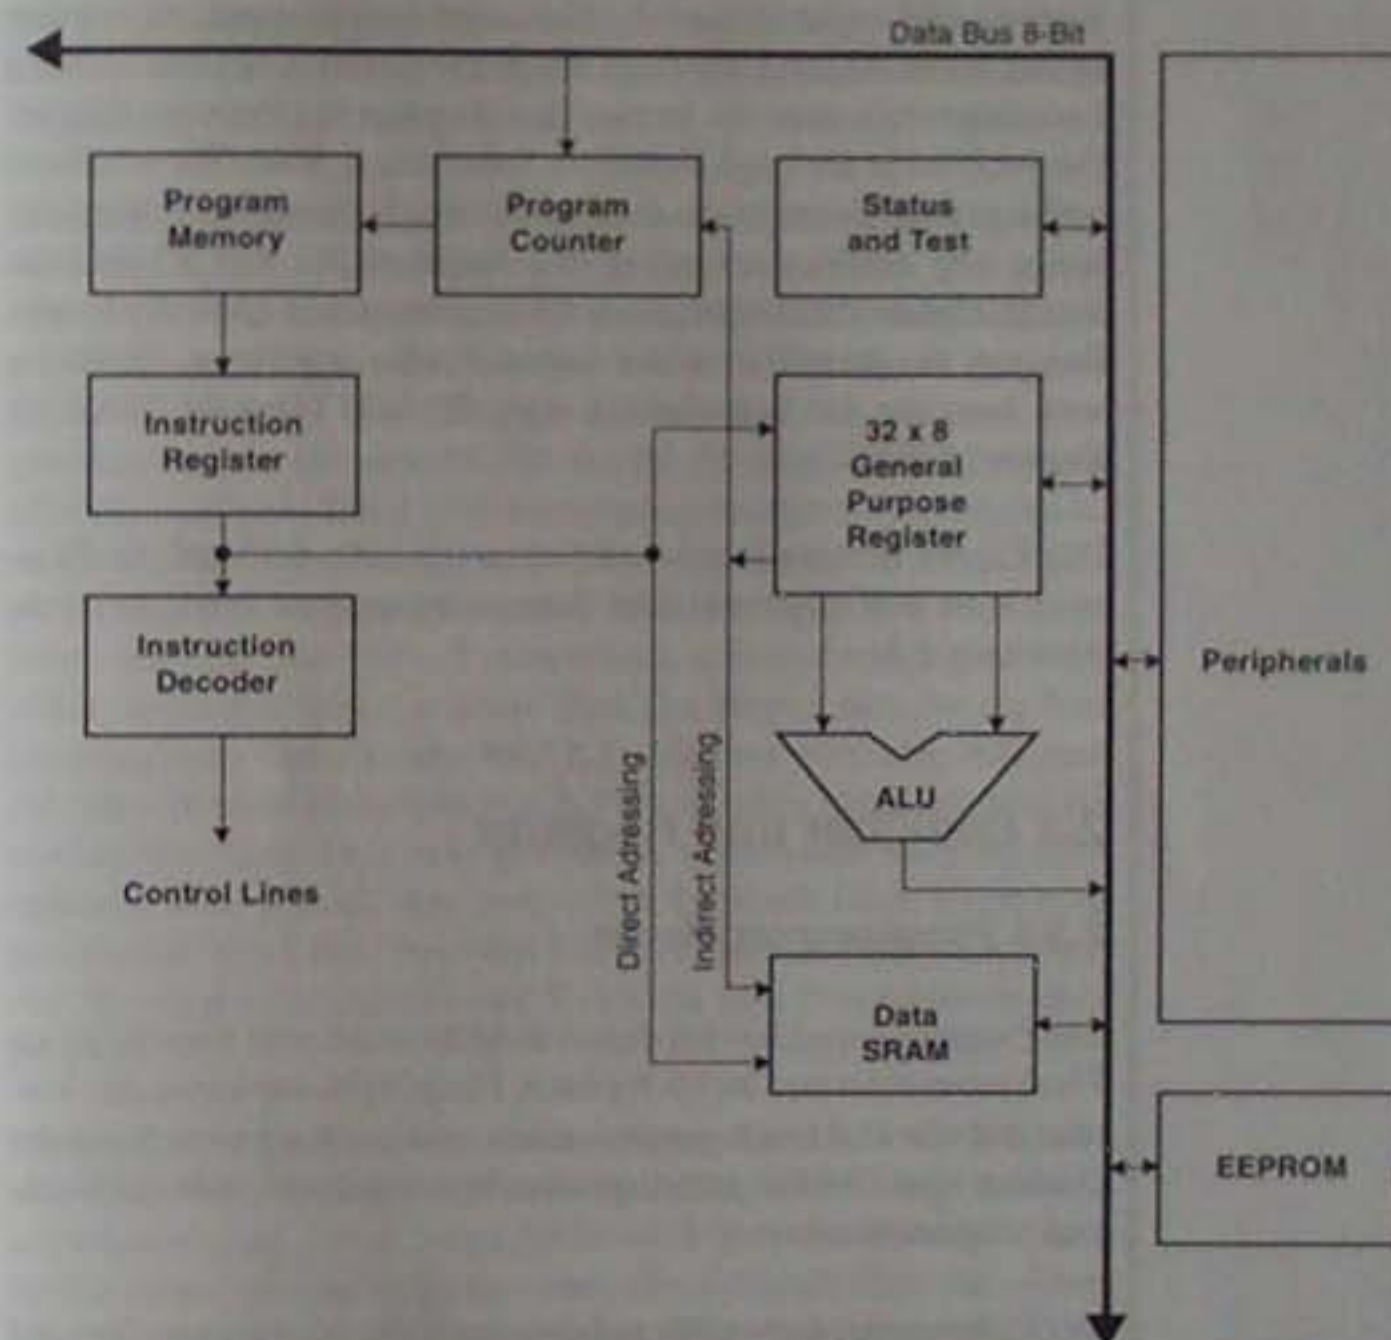 Data Bus 8-Bit
Program
Memory
Program
Counter
Status
and Test
Instruction
Register
32 x 8
General
Purpose
Register
Instruction
Decoder
Peripherals
ALU
Control Lines
Direct Adressing
Indirect Adressing
Data
SRAM
EEPROM